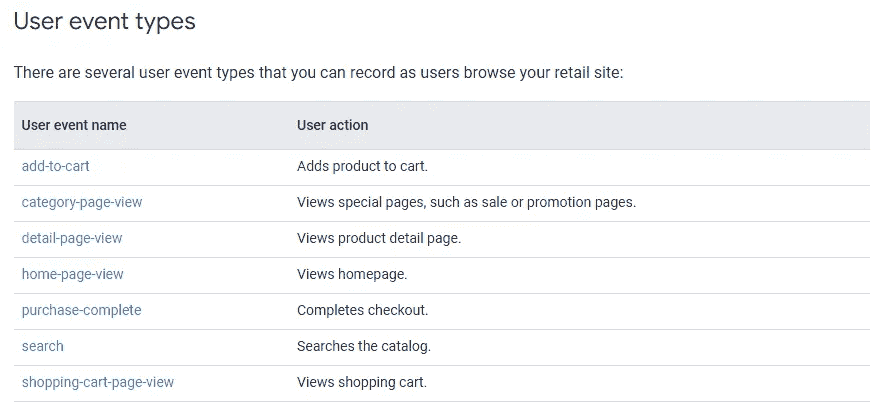 User event types
There are several user event types that you can record as users browse your retail site:
User event name User action
add-to-cart Adds product to cart.
category-page-view Views special pages, such as sale or promotion pages.
detail-page-view Views product detail page.
home-page-view Views homepage.
purchase-complete Completes checkout.
search Searches the catalog.
shopping-cart-page-view Views shopping cart.